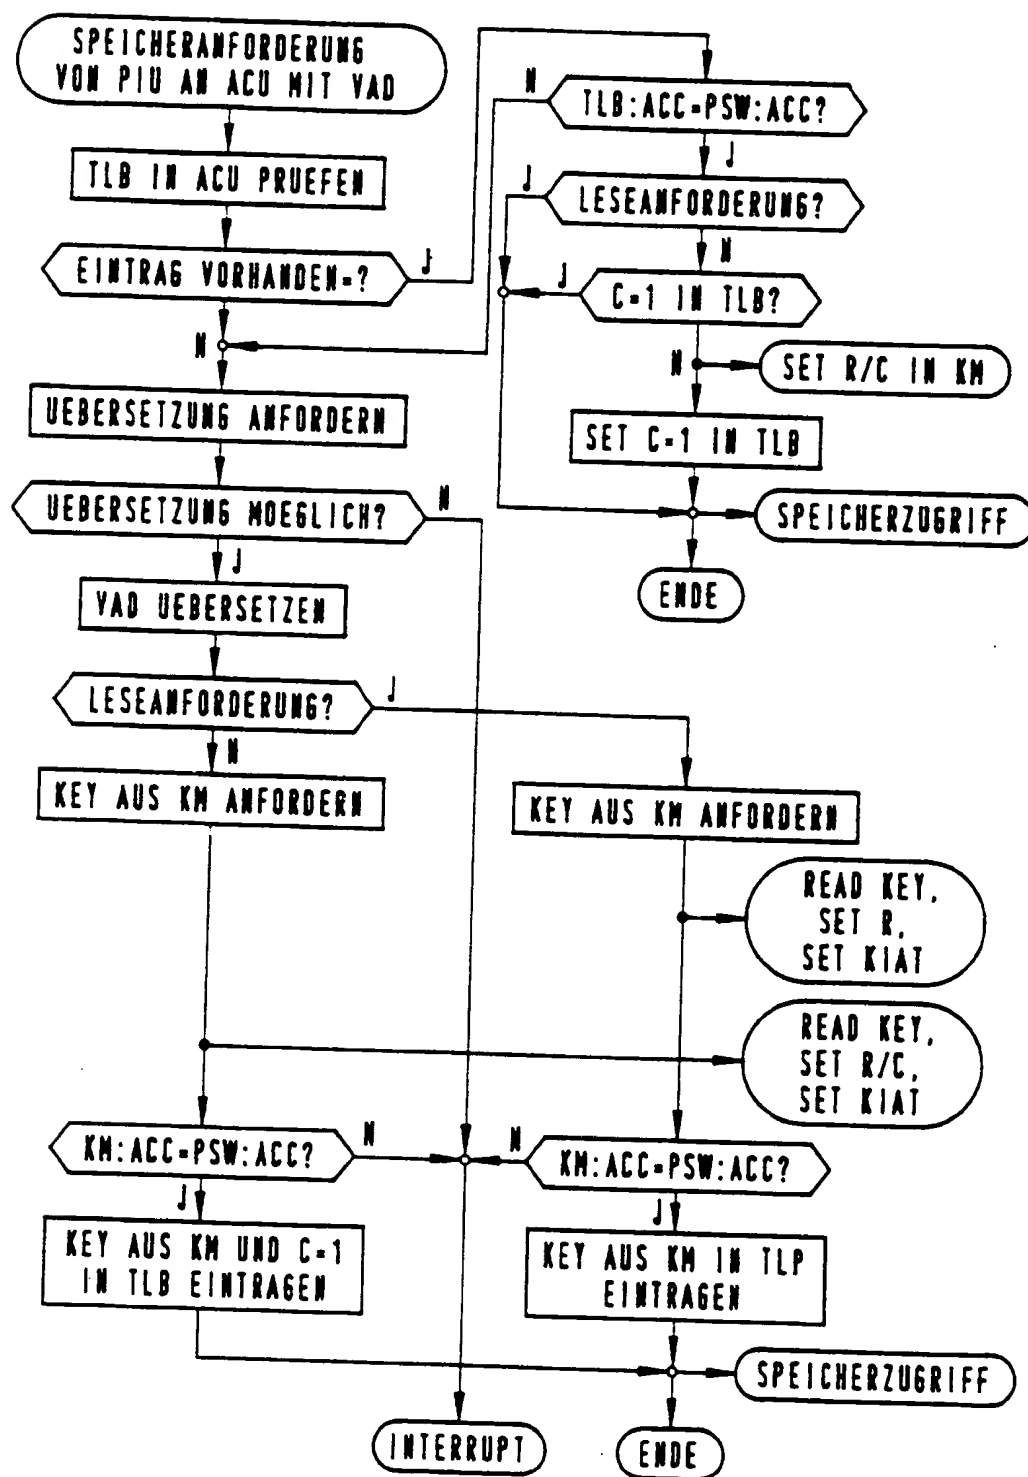 SPEICHERANFORDERUNG
VON PIU AN ACU MIT VAD
TLB IN ACU PRUEFEN
EINTRAG VORHANDEN=?
J
N
UEBERSETZUNG ANFORDERN
UEBERSETZUNG MOEGLICH?
N
J
VAD UEBERSETZEN
LESEANFORDERUNG?
J
N
KEY AUS KM ANFORDERN
KM:ACC=PSW:ACC?
N
J
KEY AUS KM UND C=1
IN TLB EINTRAGEN
TLB:ACC=PSW:ACC?
N
J
LESEANFORDERUNG?
J
N
C=1 IN TLB?
J
N
SET R/C IN KM
SET C=1 IN TLB
SPEICHERZUGRIFF
ENDE
KEY AUS KM ANFORDERN
READ KEY,
SET R,
SET KIAT
READ KEY,
SET R/C,
SET KIAT
N
KM:ACC=PSW:ACC?
J
KEY AUS KM IN TLP
EINTRAGEN
SPEICHERZUGRIFF
INTERRUPT
ENDE